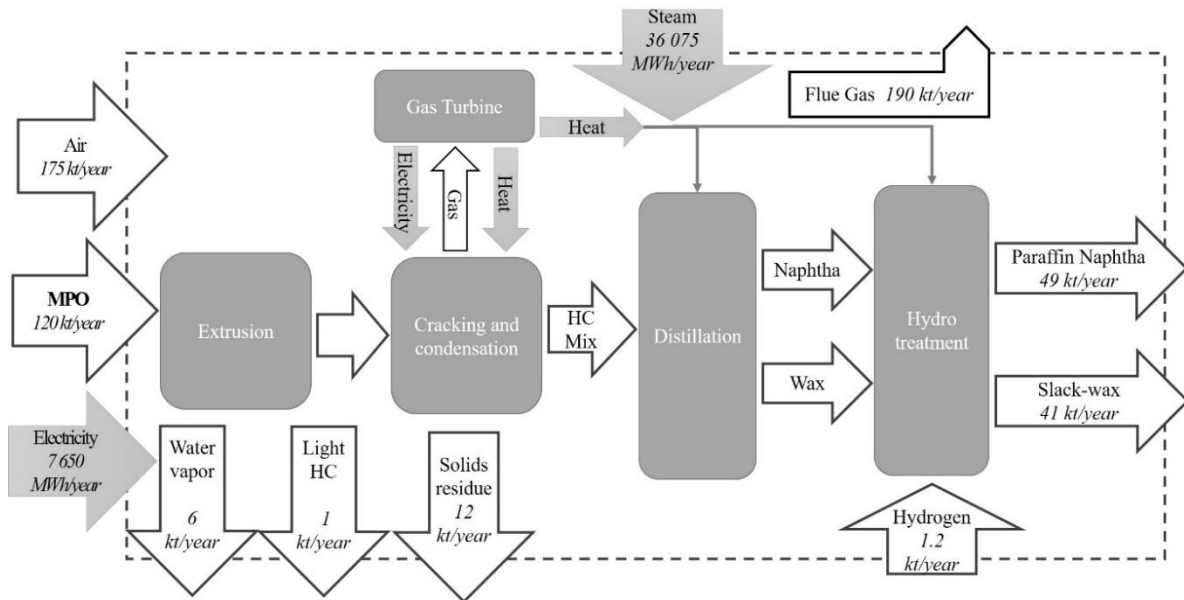 Steam
36 075
MWh/year
Flue Gas 190 kt/year
Gas Turbine
Heat
Air
175 kt/year
Electricity
Gas
Heat
MPO
120 kt/year
Extrusion
Cracking and
condensation
HC
Mix
Distillation
Naphtha
Wax
Hydro
treatment
Paraffin Naphtha
49 kt/year
Slack-wax
41 kt/year
Electricity
7 650
MWh/year
Water
vapor
6
kt/year
Light
HC
1
kt/year
Solids
residue
12
kt/year
Hydrogen
1.2
kt/year